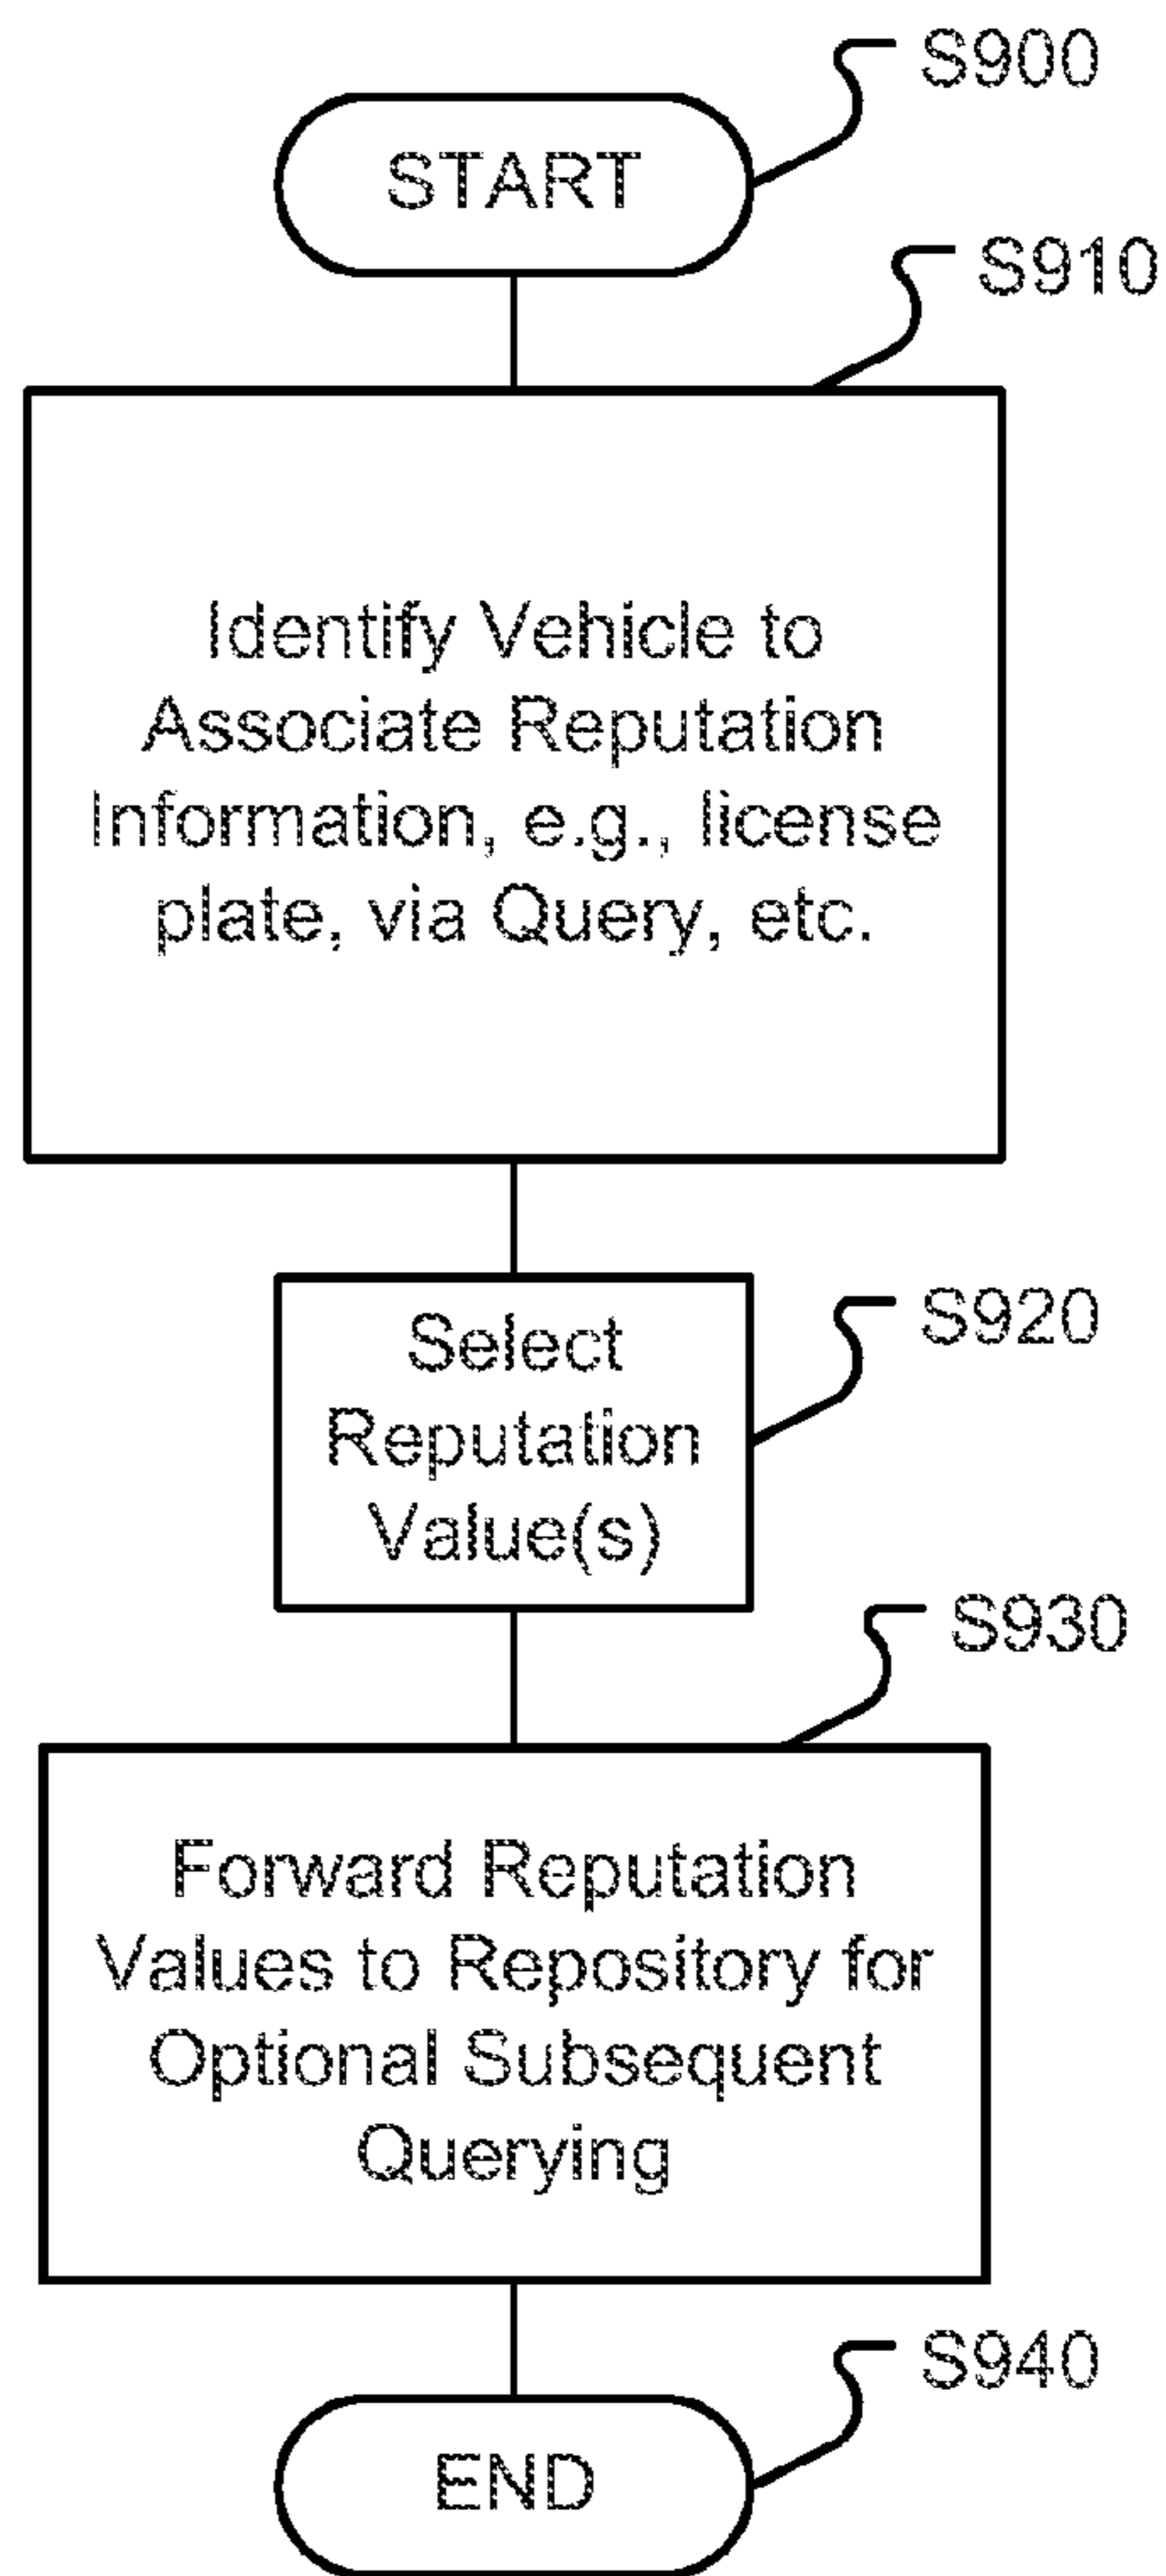 S900
START
S910
Identify Vehicle to
Associate Reputation
Information, e.g., license
plate, via Query, etc.
S920
Select
Reputation
Value(s)
S930
Forward Reputation
Values to Repository for
Optional Subsequent
Querying
S940
END